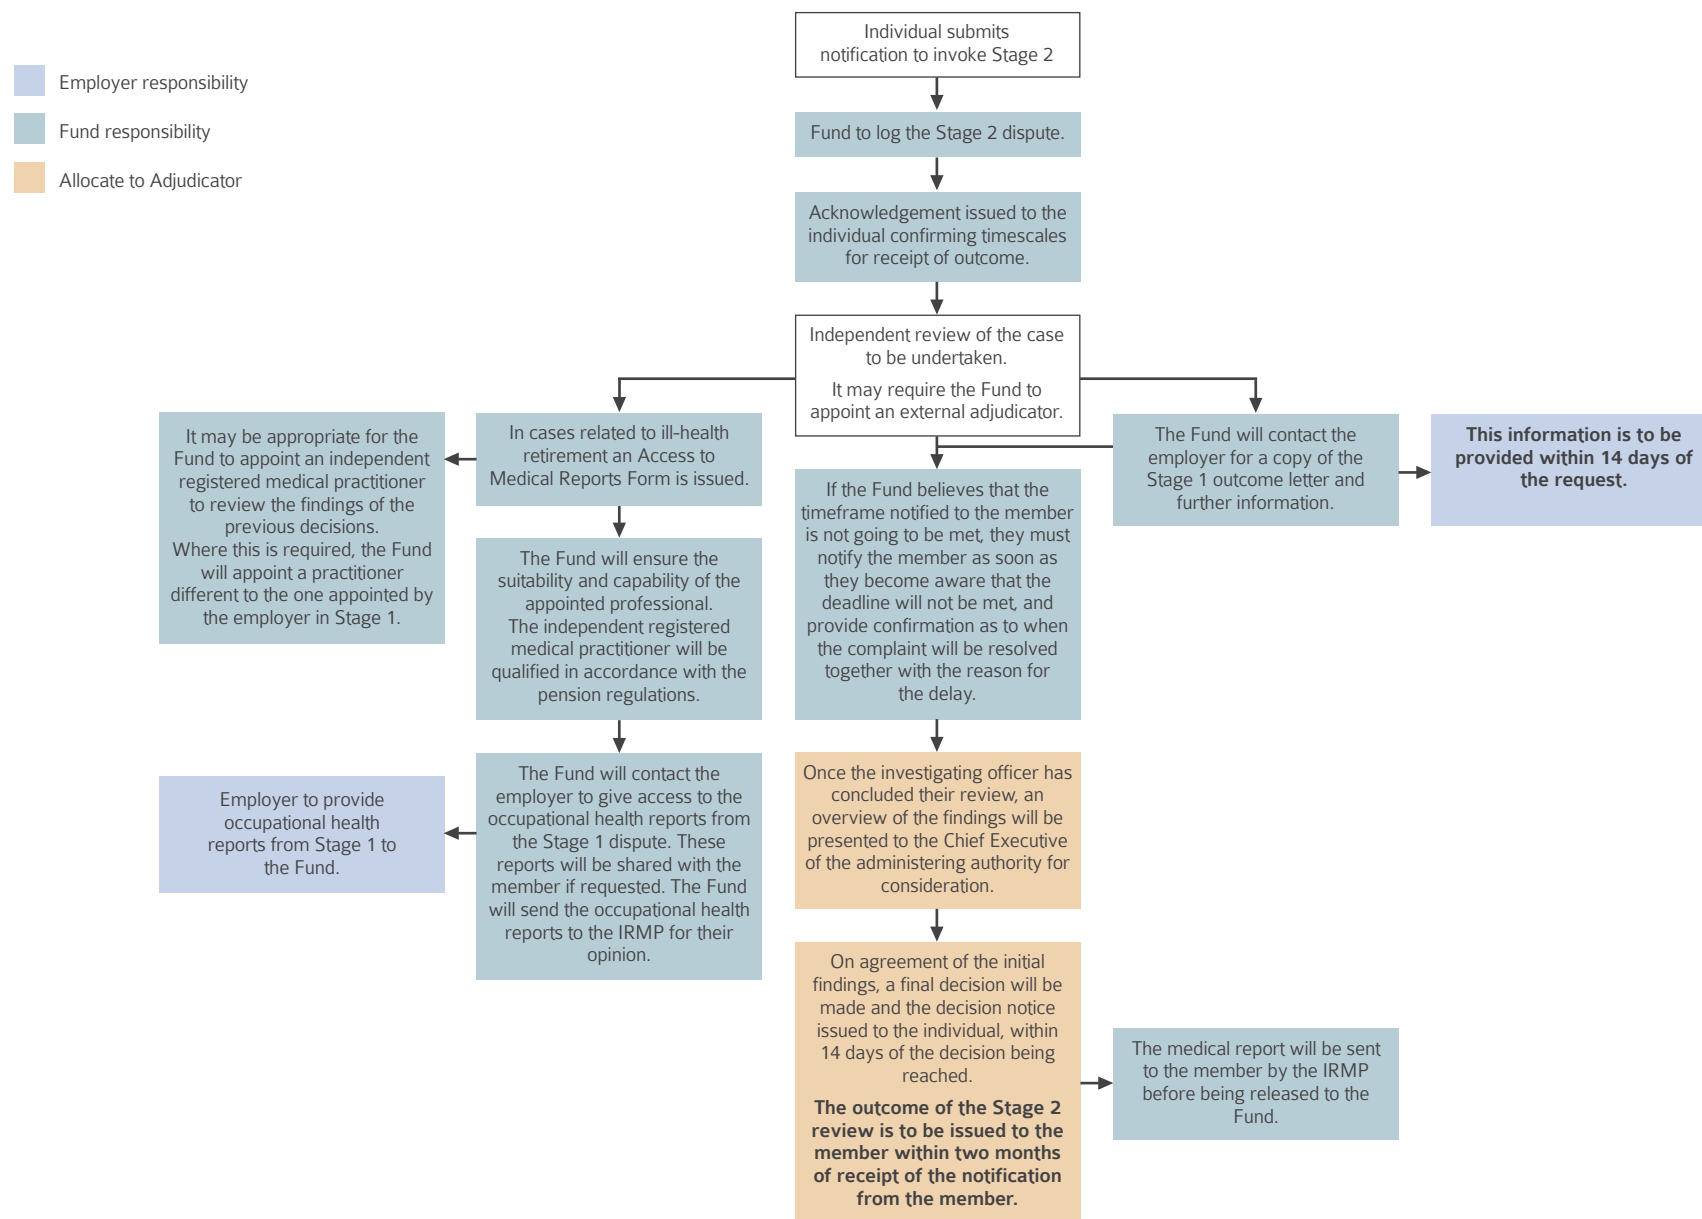 Individual submits
notification to invoke Stage 2
Employer responsibility
Fund responsibility
Allocate to Adjudicator
Fund to log the Stage 2 dispute.
Acknowledgement issued to the
individual confirming timescales
for receipt of outcome.
Independent review of the case
to be undertaken.
It may require the Fund to
appoint an external adjudicator.
It may be appropriate for the
Fund to appoint an independent
registered medical practitioner
to review the findings of the
previous decisions.
Where this is required, the Fund
will appoint a practitioner
different to the one appointed by
the employer in Stage 1.
In cases related to ill-health
retirement an Access to
Medical Reports Form is issued.
The Fund will contact the
employer for a copy of the
Stage 1 outcome letter and
further information.
This information is to be
provided within 14 days of
the request.
The Fund will ensure the
suitability and capability of the
appointed professional.
The independent registered
medical practitioner will be
qualified in accordance with the
pension regulations.
If the Fund believes that the
timeframe notified to the member
is not going to be met, they must
notify the member as soon as
they become aware that the
deadline will not be met, and
provide confirmation as to when
the complaint will be resolved
together with the reason for
the delay.
Employer to provide
occupational health
reports from Stage 1 to
the Fund.
The Fund will contact the
employer to give access to the
occupational health reports from
the Stage 1 dispute. These
reports will be shared with the
member if requested. The Fund
will send the occupational health
reports to the IRMP for their
opinion.
Once the investigating officer has
concluded their review, an
overview of the findings will be
presented to the Chief Executive
of the administering authority for
consideration.
On agreement of the initial
findings, a final decision will be
made and the decision notice
issued to the individual, within
14 days of the decision being
reached.
The outcome of the Stage 2
review is to be issued to the
member within two months
of receipt of the notification
from the member.
The medical report will be sent
to the member by the IRMP
before being released to the
Fund.